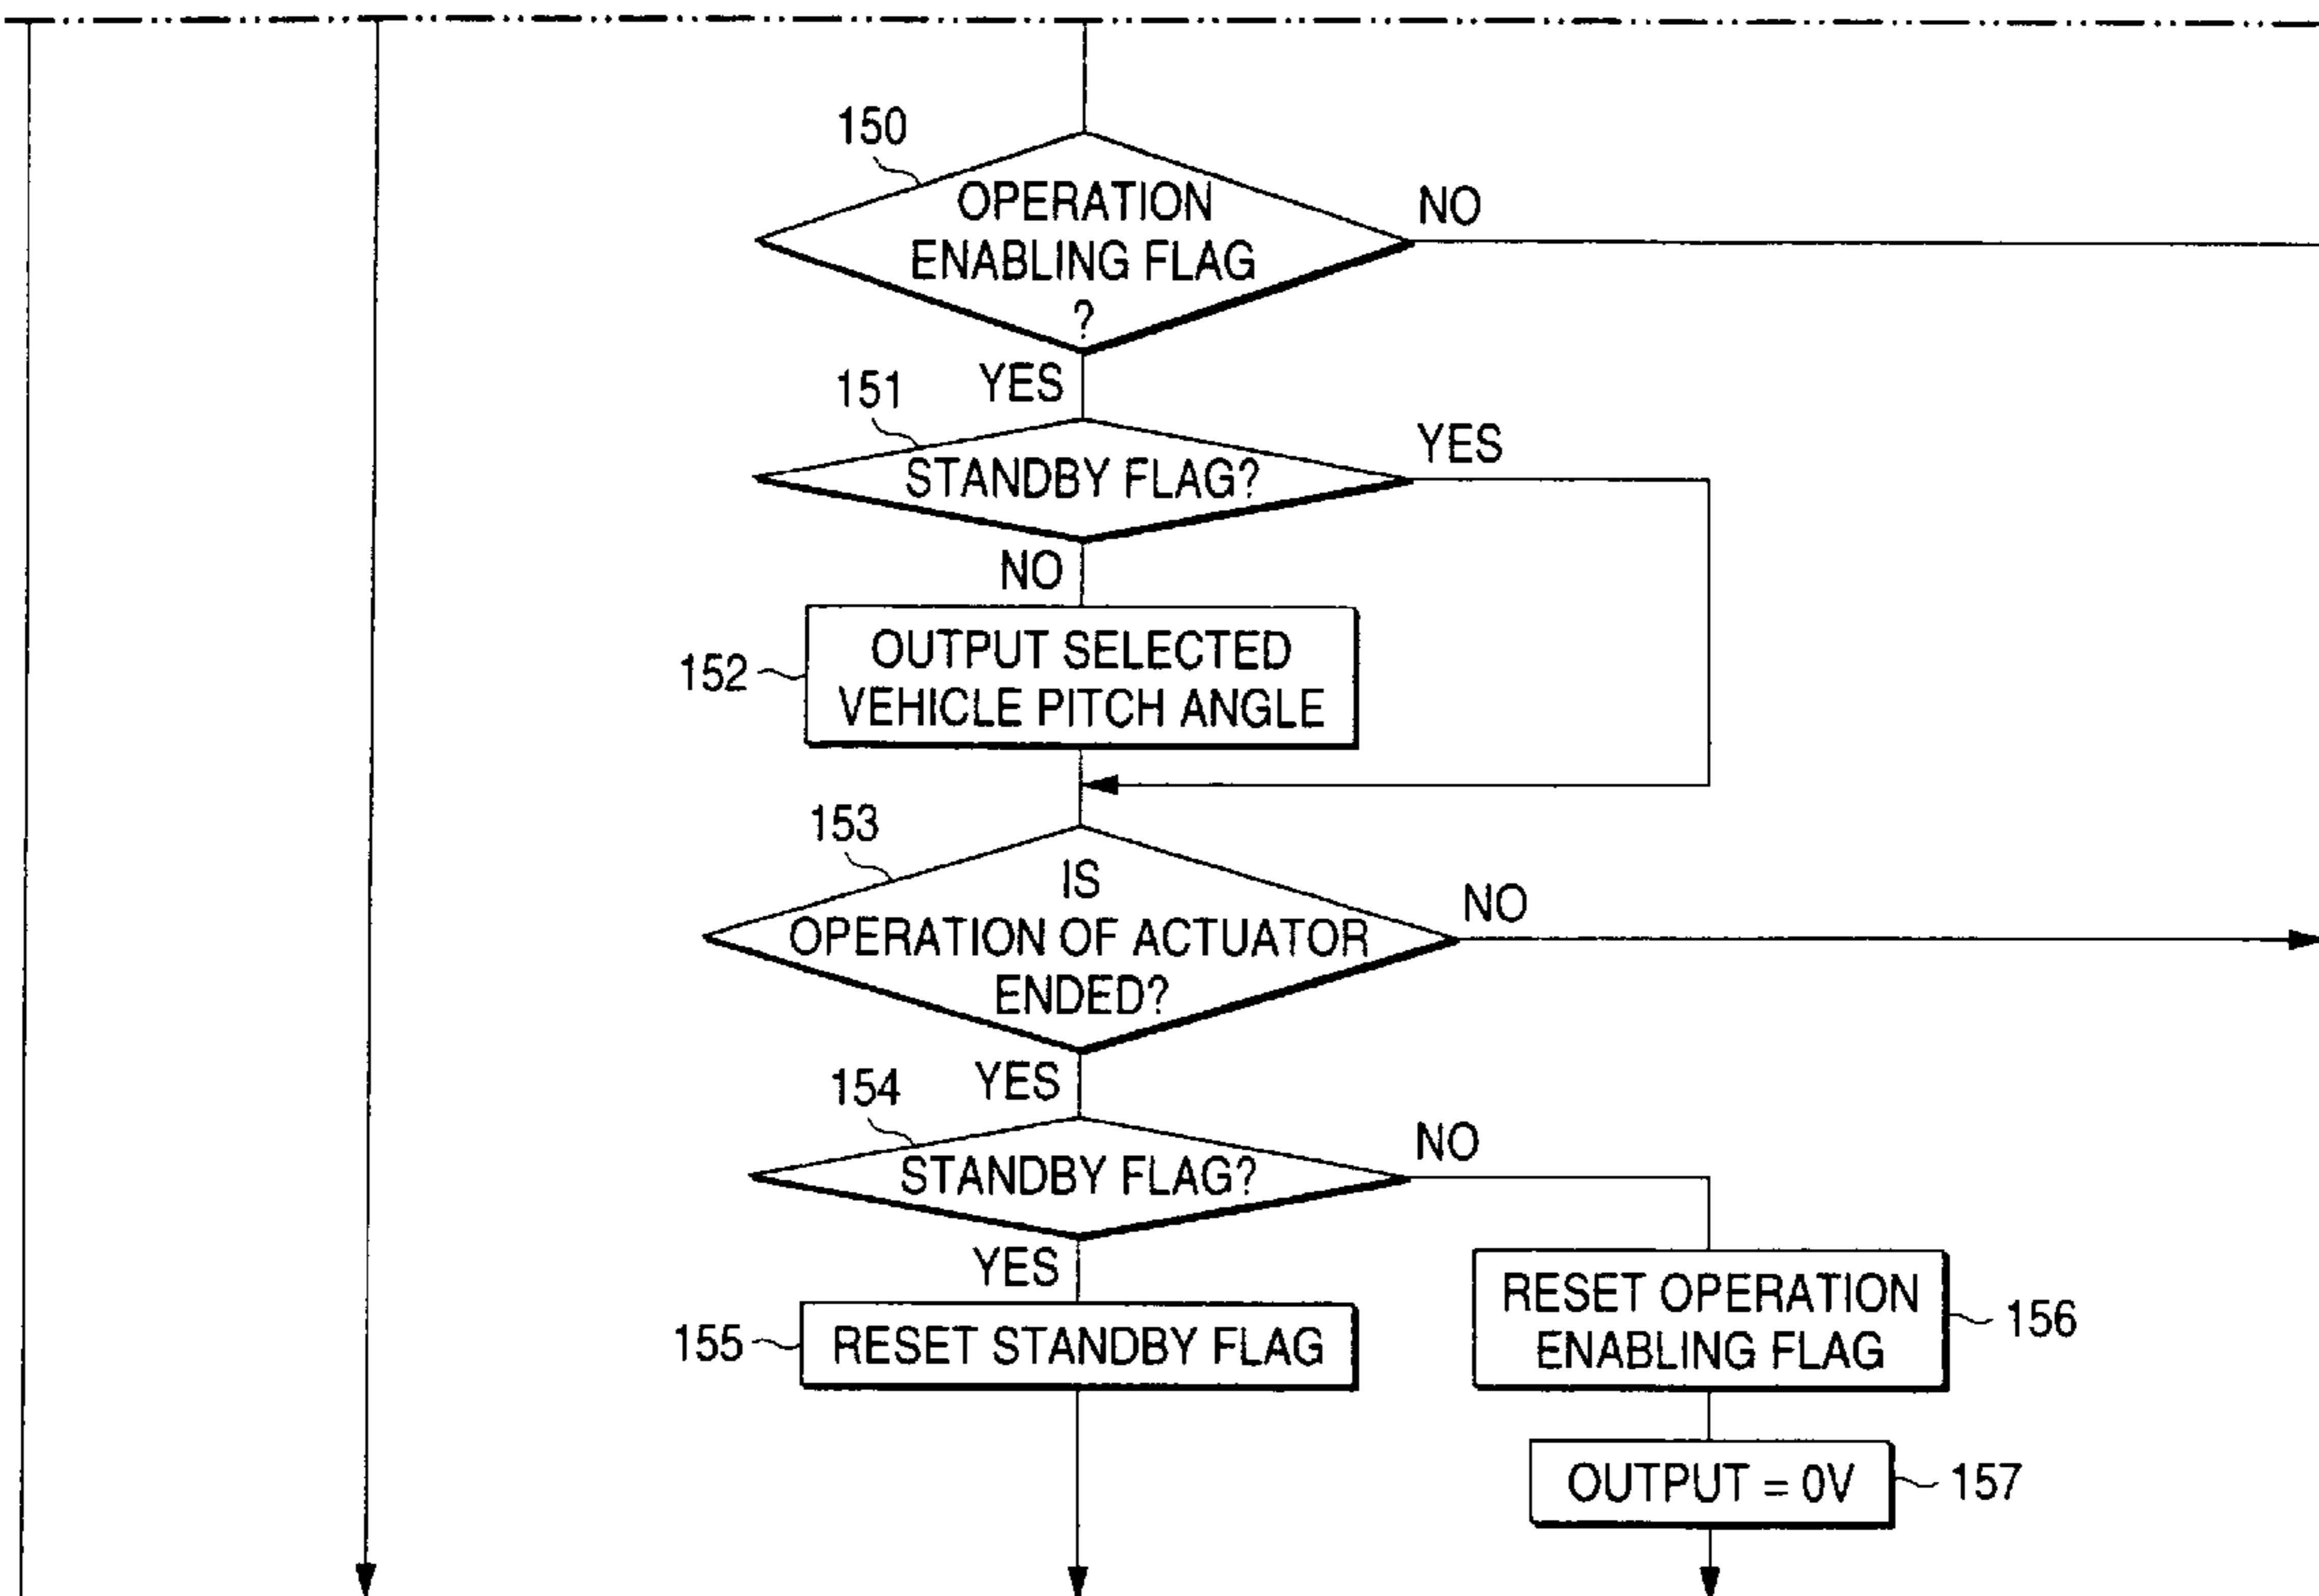 150
OPERATION
ENABLING FLAG
?
NO
YES
151
STANDBY FLAG?
YES
NO
152
OUTPUT SELECTED
VEHICLE PITCH ANGLE
153
IS
OPERATION OF ACTUATOR
ENDED?
NO
YES
154
STANDBY FLAG?
NO
YES
155
RESET STANDBY FLAG
RESET OPERATION
ENABLING FLAG
156
OUTPUT = 0V
157